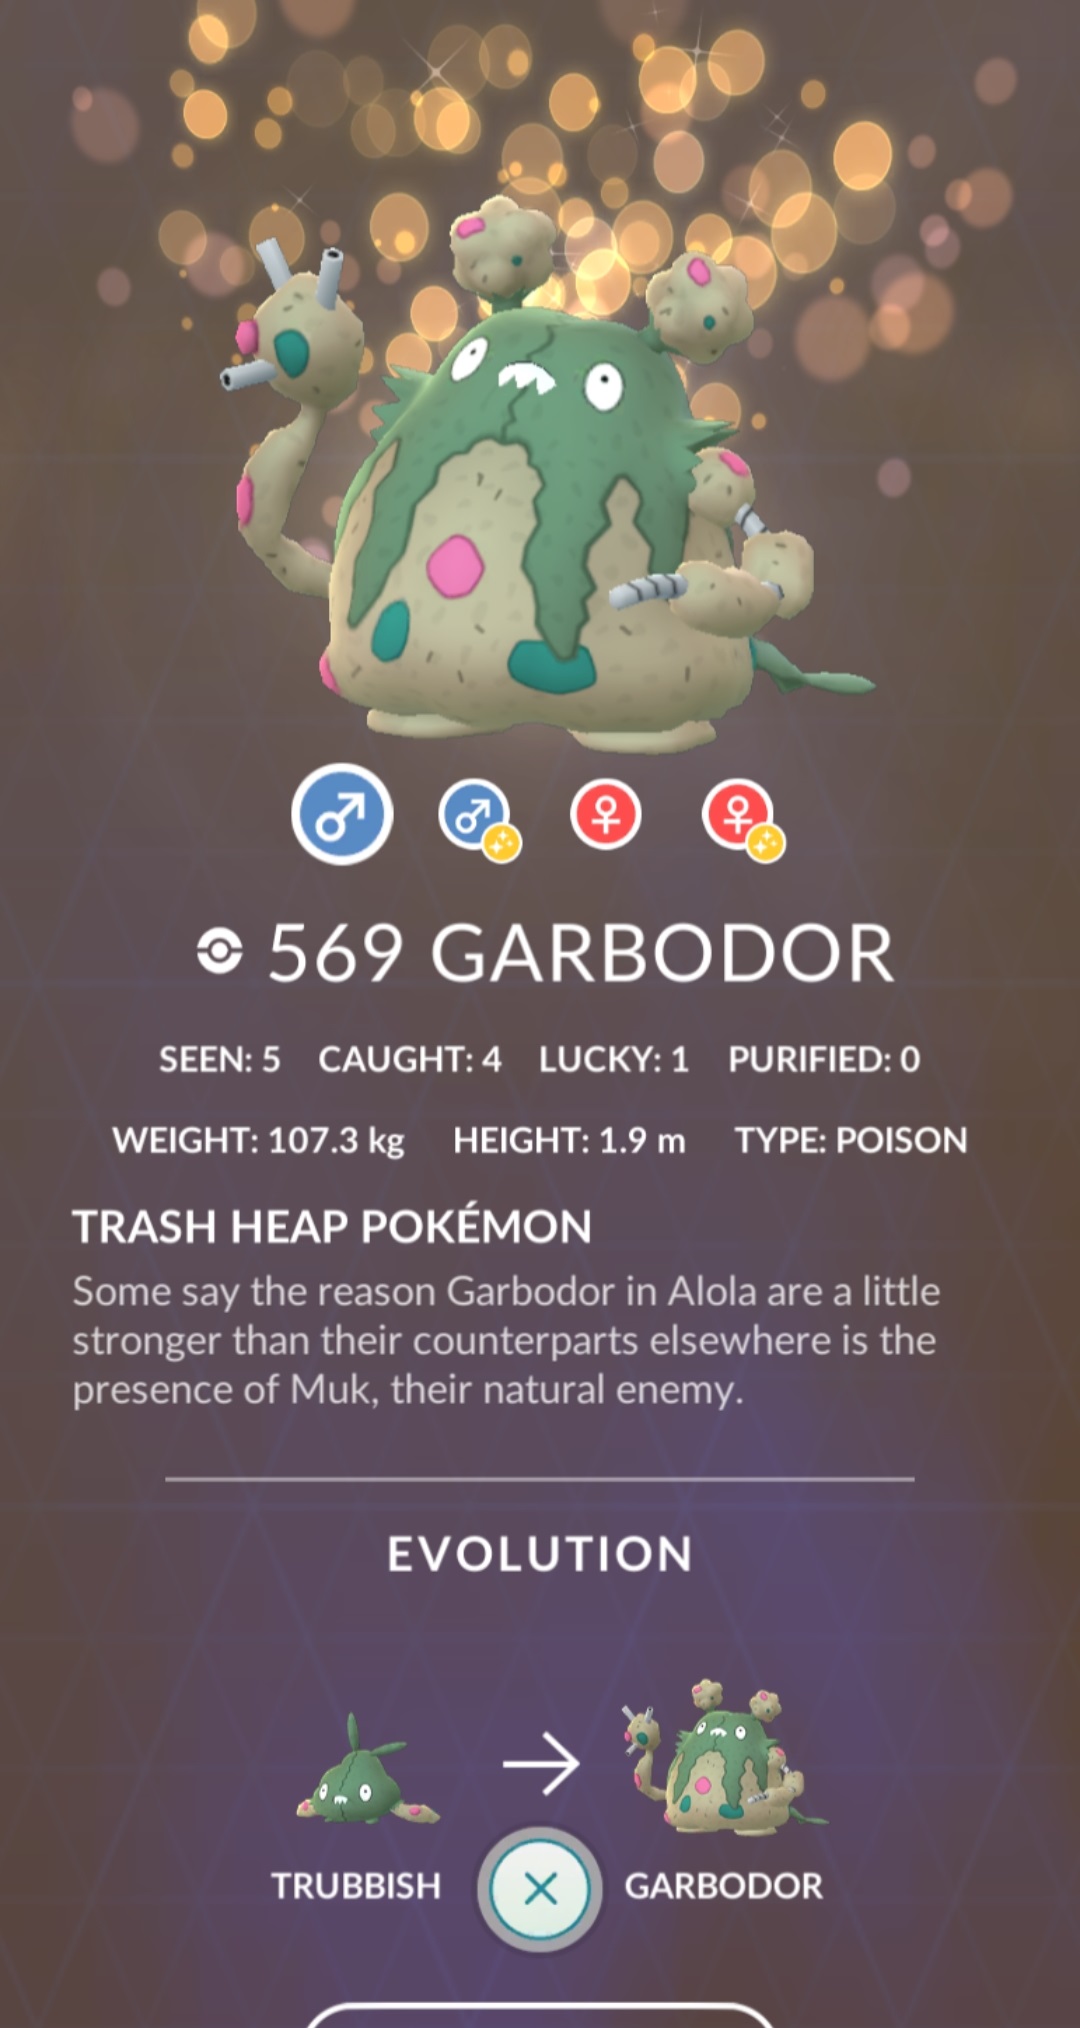 569 GARBODOR
SEEN: 5 CAUGHT: 4 LUCKY: 1 PURIFIED: 0
WEIGHT: 107.3 kg HEIGHT: 1.9 m TYPE: POISON
TRASH HEAP POKÉMON
Some say the reason Garbodor in Alola are a little
stronger than their counterparts elsewhere is the
presence of Muk, their natural enemy.
EVOLUTION
TRUBBISH GARBODOR